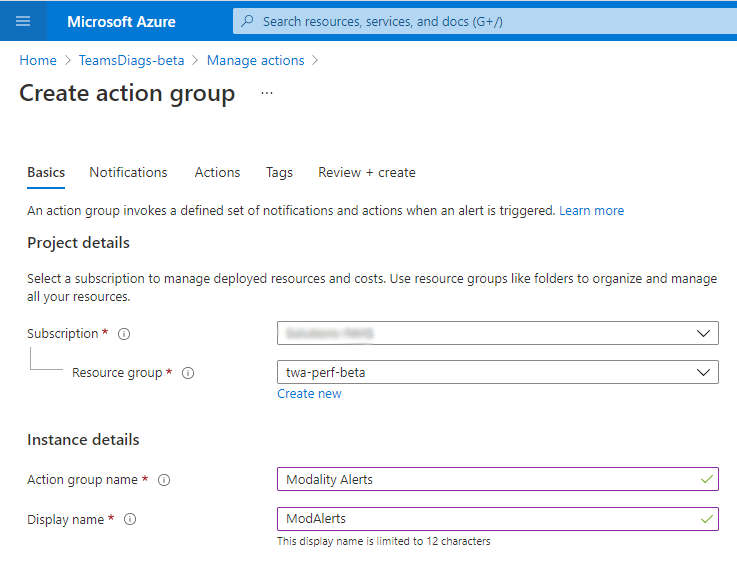 Microsoft Azure
Search resources, services, and docs (G+/)
Home > TeamsDiags-beta > Manage actions >
Create action group ...
Basics Notifications Actions Tags Review + create
An action group invokes a defined set of notifications and actions when an alert is triggered. Learn more
Project details
Select a subscription to manage deployed resources and costs. Use resource groups like folders to organize and manage
all your resources.
Subscription *
Resource group * twa-perf-beta
Create new
Instance details
Action group name * Modality Alerts
Display name * ModAlerts
This display name is limited to 12 characters